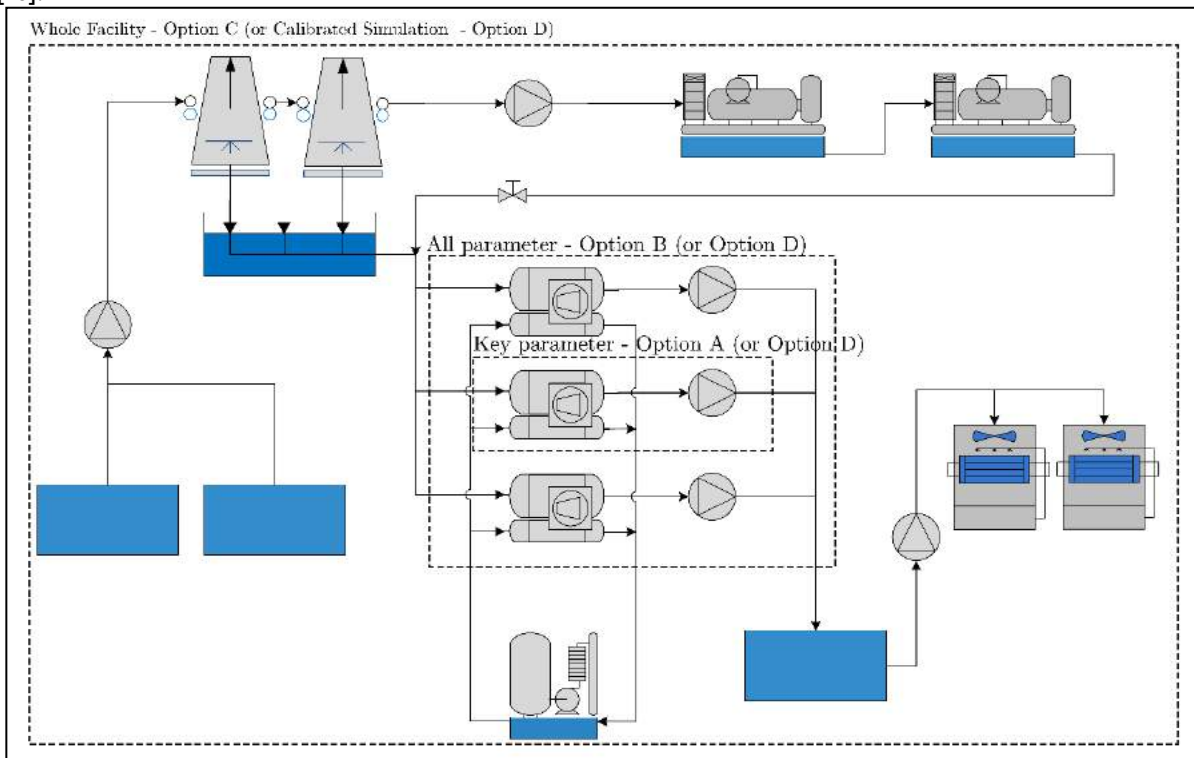 Whole Facility - Option C (or Calibrated Simulation - Option D)
All parameter - Option B (or Option D)
Key parameter - Option A (or Option D)